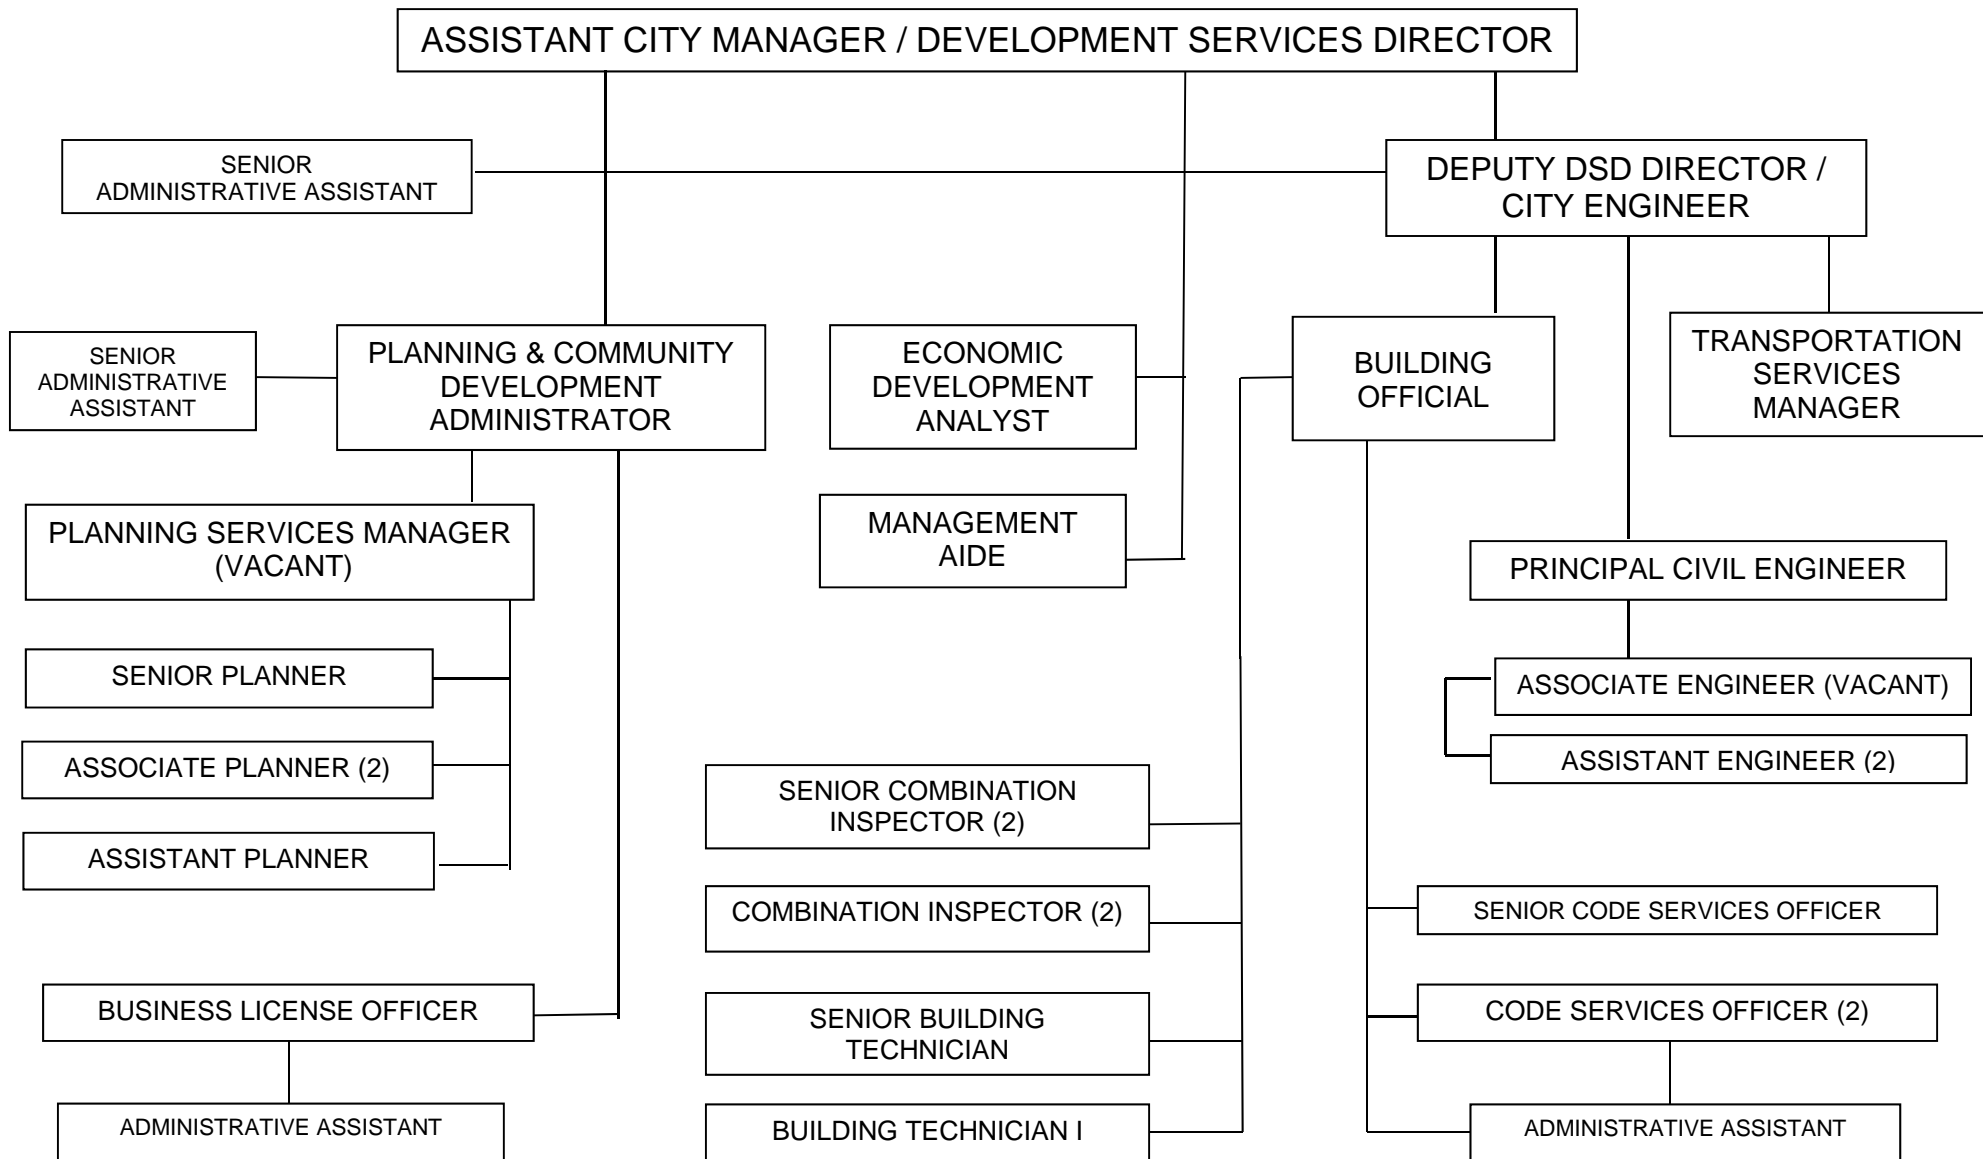 ASSISTANT CITY MANAGER / DEVELOPMENT SERVICES DIRECTOR
SENIOR
ADMINISTRATIVE ASSISTANT
DEPUTY DSD DIRECTOR /
CITY ENGINEER
SENIOR
ADMINISTRATIVE
ASSISTANT
PLANNING & COMMUNITY
DEVELOPMENT
ADMINISTRATOR
ECONOMIC
DEVELOPMENT
ANALYST
BUILDING
OFFICIAL
TRANSPORTATION
SERVICES
MANAGER
PLANNING SERVICES MANAGER
(VACANT)
MANAGEMENT
AIDE
PRINCIPAL CIVIL ENGINEER
SENIOR PLANNER
ASSOCIATE ENGINEER (VACANT)
ASSOCIATE PLANNER (2)
ASSISTANT ENGINEER (2)
SENIOR COMBINATION
INSPECTOR (2)
ASSISTANT PLANNER
COMBINATION INSPECTOR (2)
SENIOR CODE SERVICES OFFICER
BUSINESS LICENSE OFFICER
SENIOR BUILDING
TECHNICIAN
CODE SERVICES OFFICER (2)
ADMINISTRATIVE ASSISTANT
BUILDING TECHNICIAN I
ADMINISTRATIVE ASSISTANT